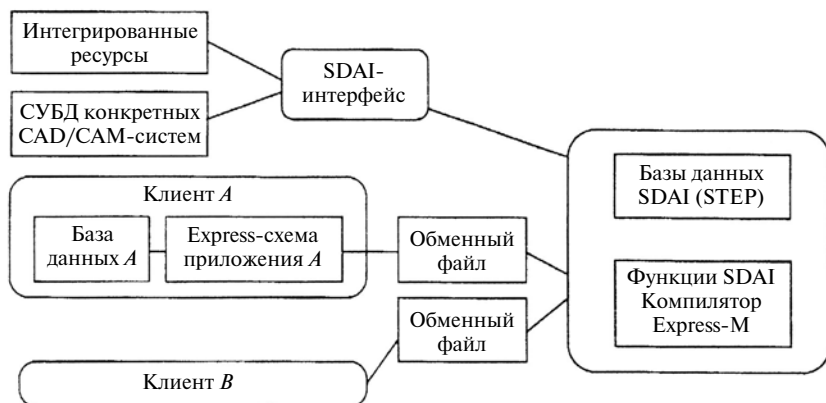 Интегрированные
ресурсы
SDAI-
интерфейс
СУБД конкретных
CAD/CAM-систем
Базы данных
SDAI (STEP)
Клиент A
База
данных A
Express-схема
приложения A
Обменный
файл
Функции SDAI
Компилятор
Express-M
Обменный
файл
Клиент B